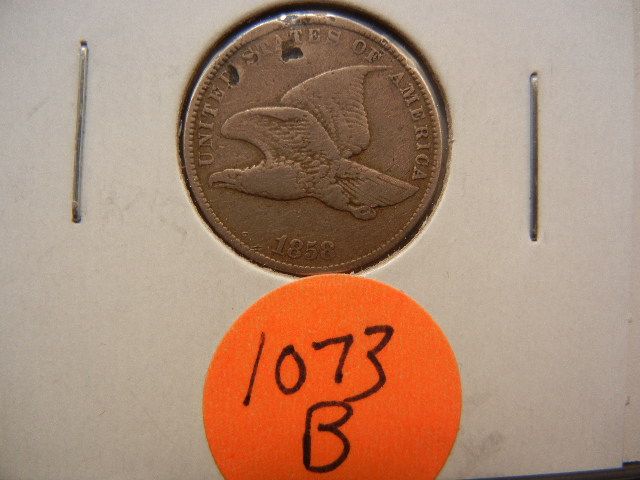 UNITED STATES OF AMERICA
1858
1073
B